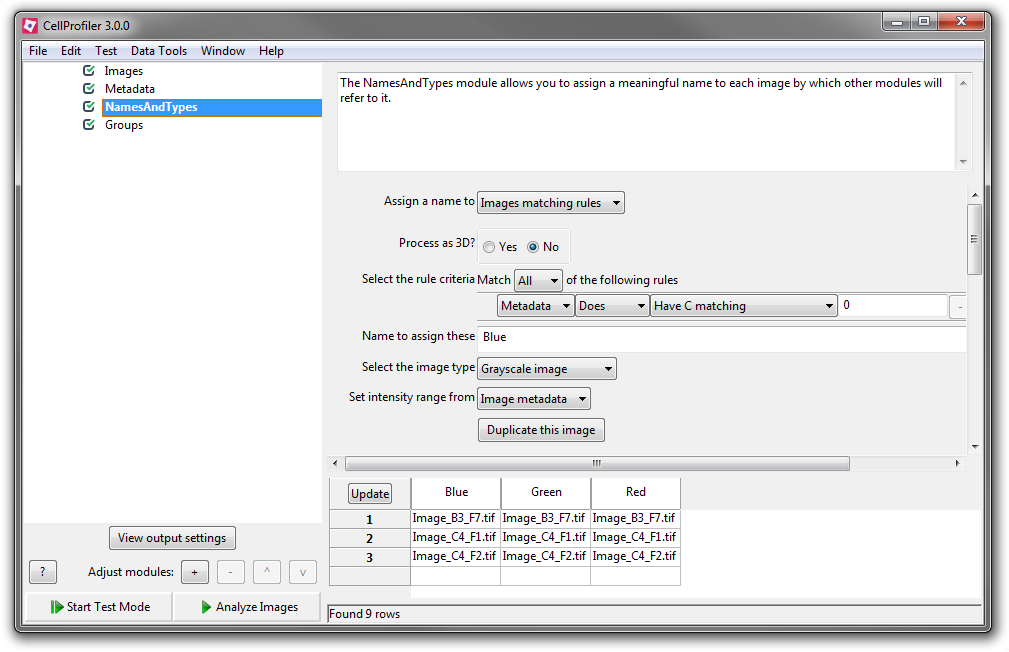 CellProfiler 3.0.0
File Edit Test Data Tools Window Help
Images
Metadata
NamesAndTypes
Groups
The NamesAndTypes module allows you to assign a meaningful name to each image by which other modules will
refer to it.
Assign a name to Images matching rules
Process as 3D? Yes No
Select the rule criteria Match All of the following rules
Metadata Does Have C matching 0 -
Name to assign these Blue
Select the image type Grayscale image
Set intensity range from Image metadata
Duplicate this image
Update Blue Green Red
1 Image_B3_F7.tif Image_B3_F7.tif Image_B3_F7.tif
2 Image_C4_F1.tif Image_C4_F1.tif Image_C4_F1.tif
3 Image_C4_F2.tif Image_C4_F2.tif Image_C4_F2.tif
View output settings
? Adjust modules: + - ^ v
Start Test Mode Analyze Images
Found 9 rows